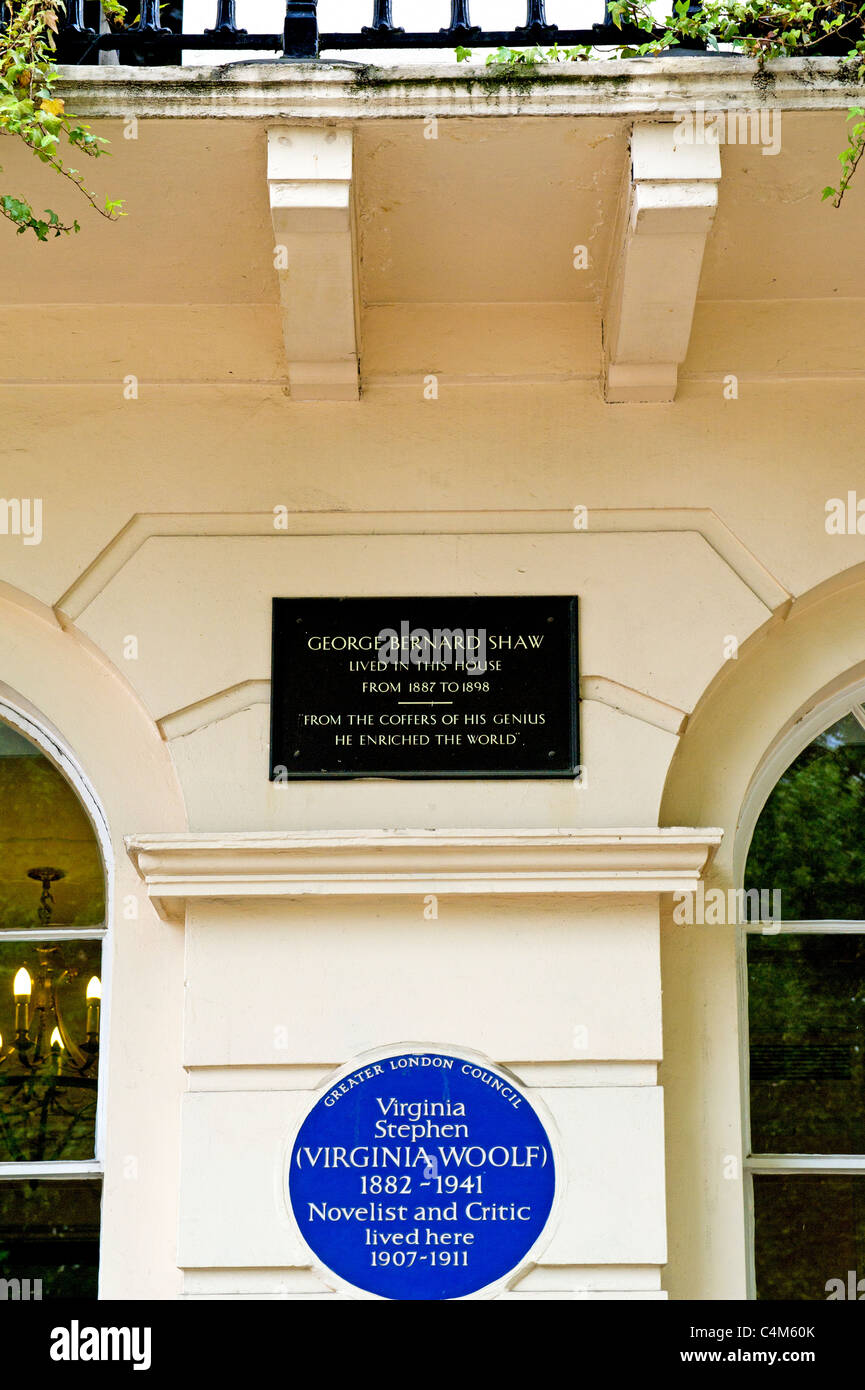 GEORGE BERNARD SHAW
LIVED IN THIS HOUSE
FROM 1887 TO 1898
"FROM THE COFFERS OF HIS GENIUS
HE ENRICHED THE WORLD"
GREATER LONDON COUNCIL
Virginia
Stephen
(VIRGINIA WOOLF)
1882-1941
Novelist and Critic
lived here
1907-1911
alamy
Image ID: C4M60K
www.alamy.com